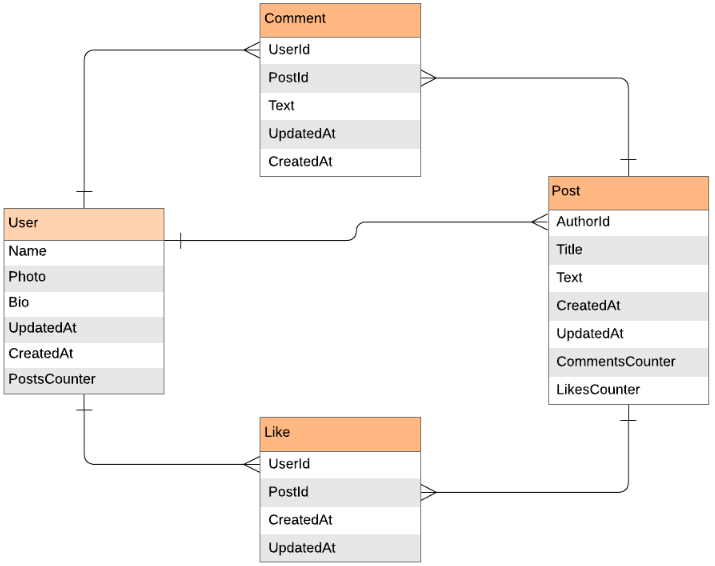 Comment
UserId
PostId
Text
UpdatedAt
CreatedAt
User
Name
Photo
Bio
UpdatedAt
CreatedAt
PostsCounter
Post
AuthorId
Title
Text
CreatedAt
UpdatedAt
CommentsCounter
LikesCounter
Like
UserId
PostId
CreatedAt
UpdatedAt